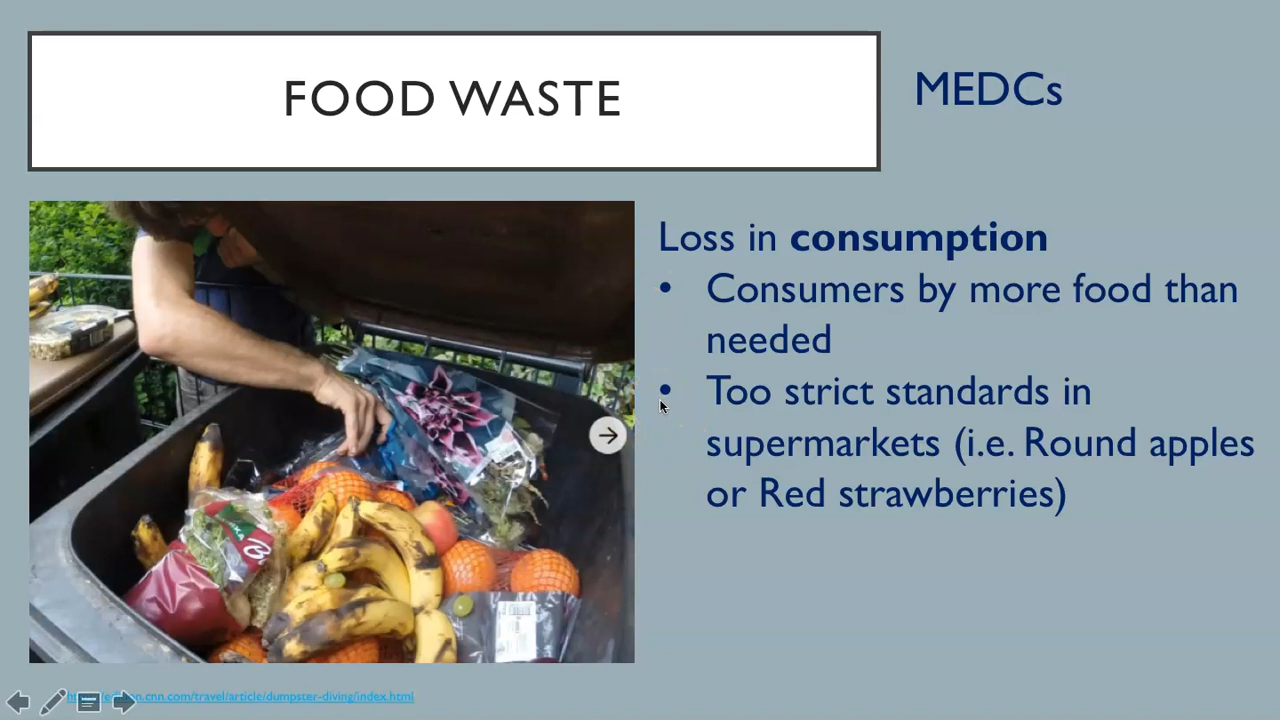 FOOD WASTE
MEDCs
Loss in consumption
• Consumers by more food than
needed
• Too strict standards in
supermarkets (i.e. Round apples
or Red strawberries)
B
.cnn.com/travel/article/dumpster-diving/index.html